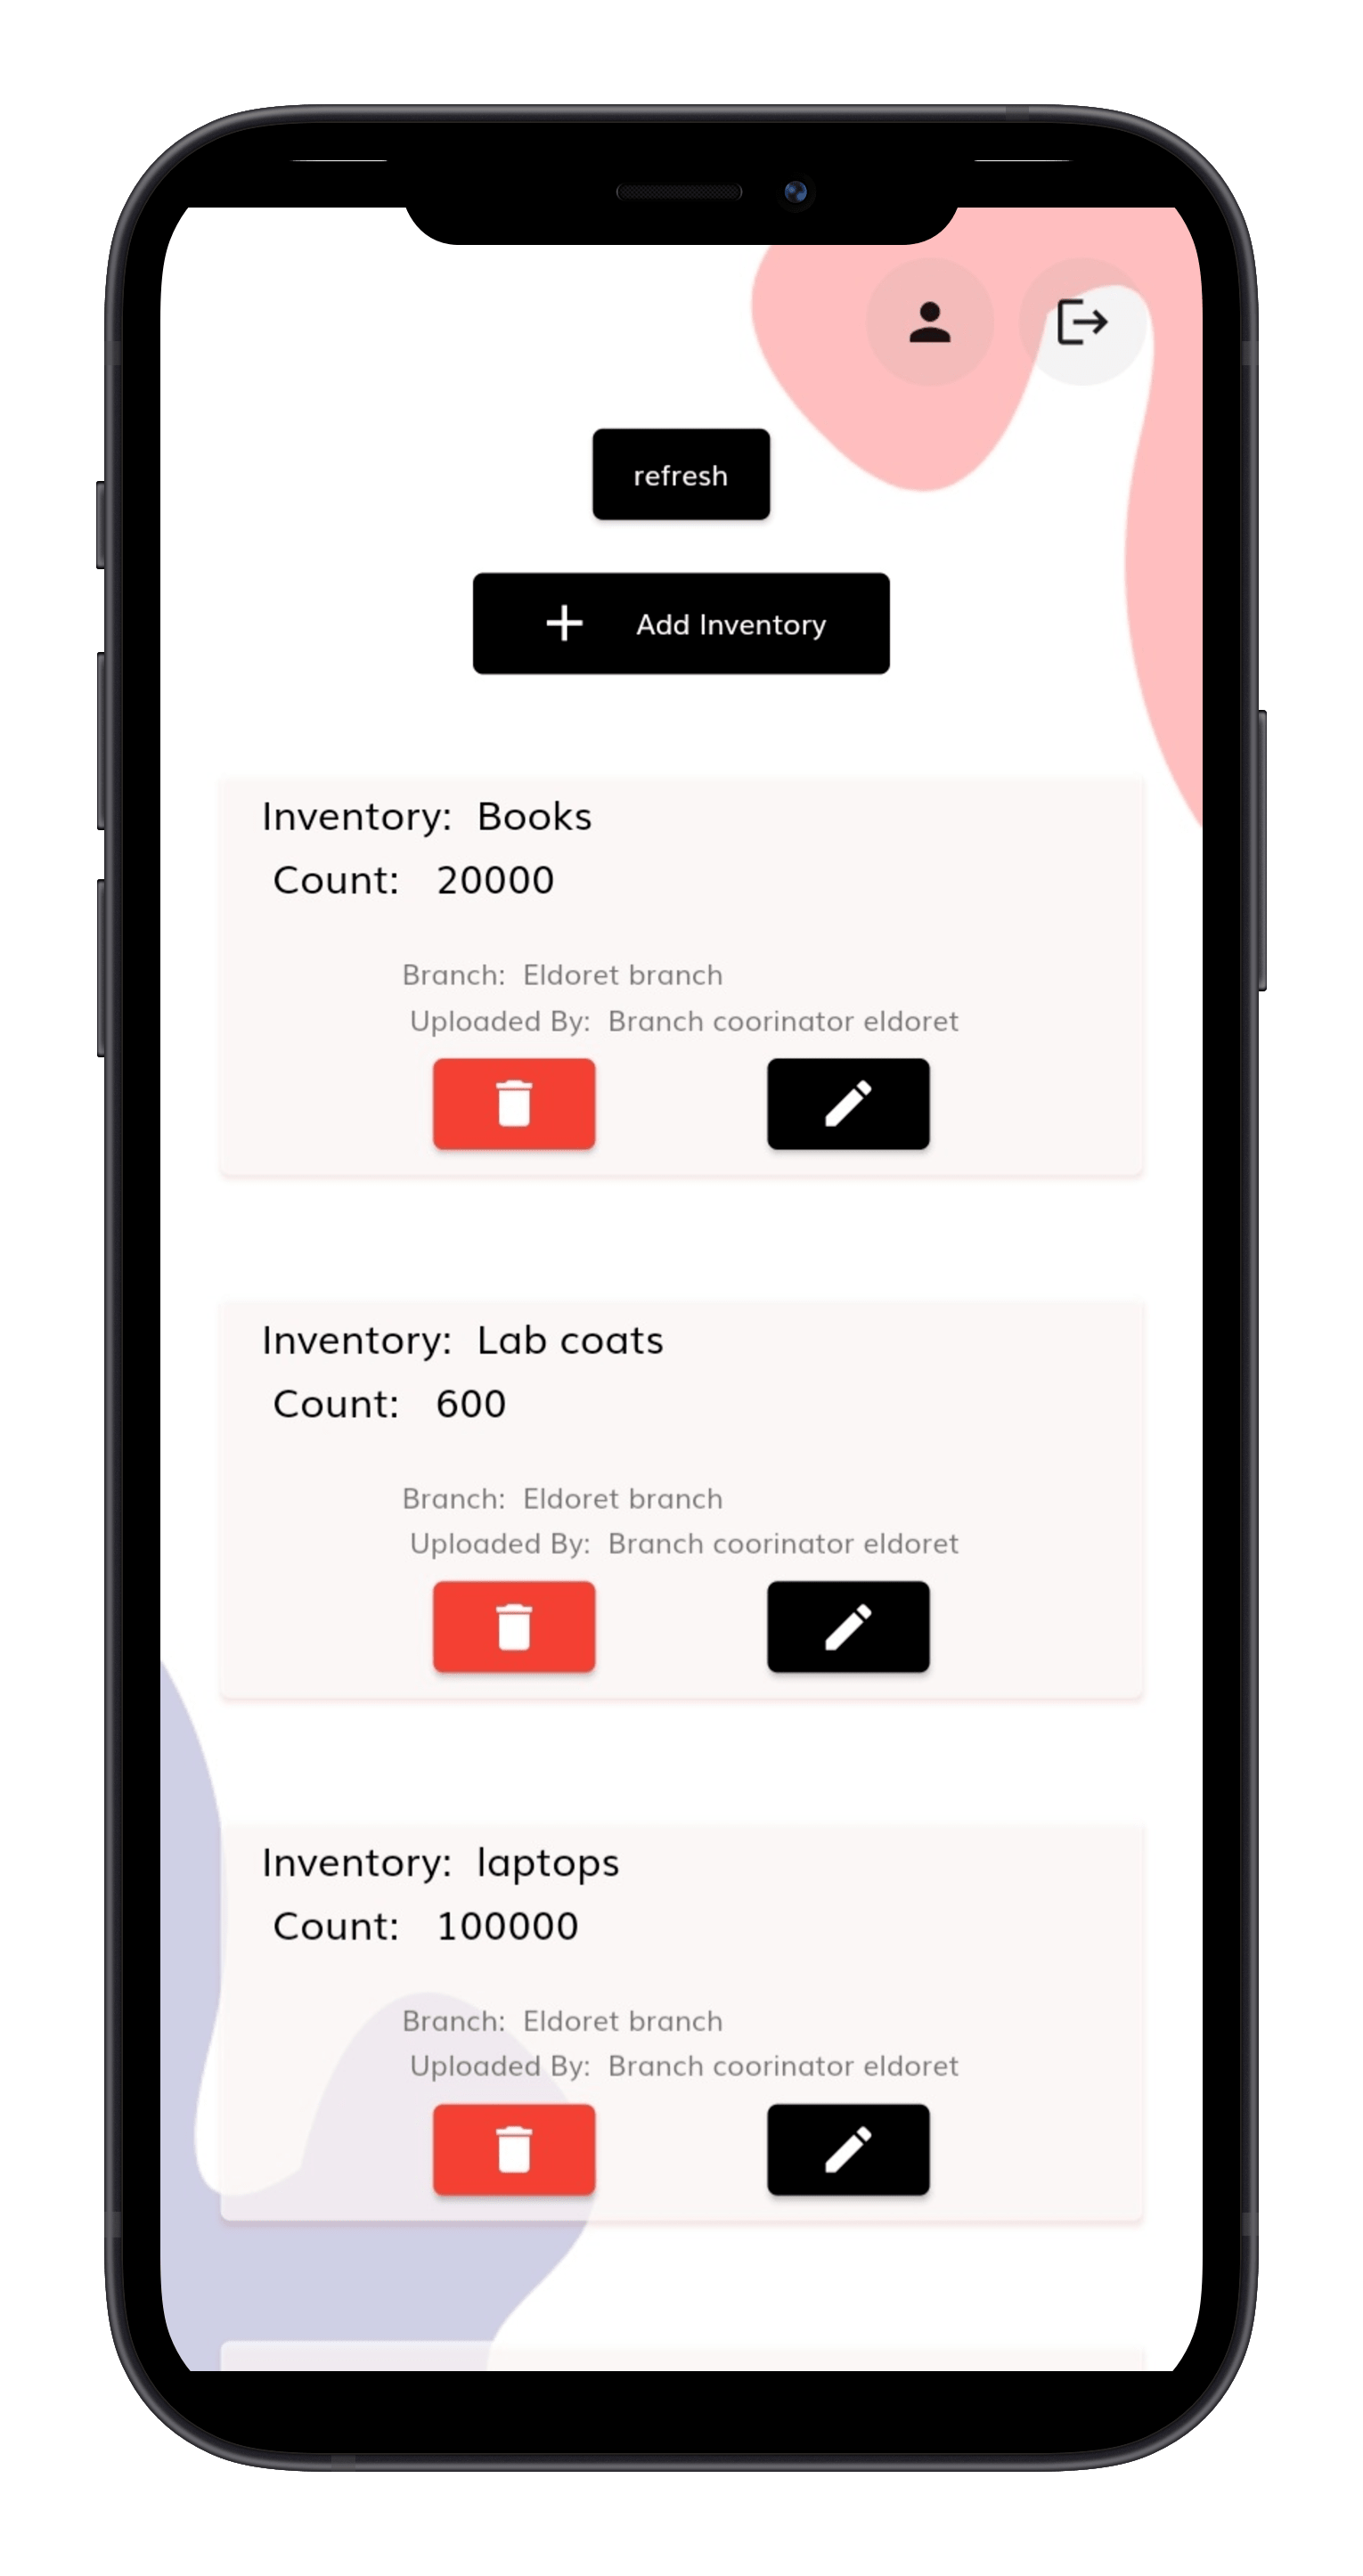 refresh
Add Inventory
Inventory: Books
Count: 20000
Branch: Eldoret branch
Uploaded By: Branch coorinator eldoret
Inventory: Lab coats
Count: 600
Branch: Eldoret branch
Uploaded By: Branch coorinator eldoret
Inventory: laptops
Count: 100000
Branch: Eldoret branch
Uploaded By: Branch coorinator eldoret